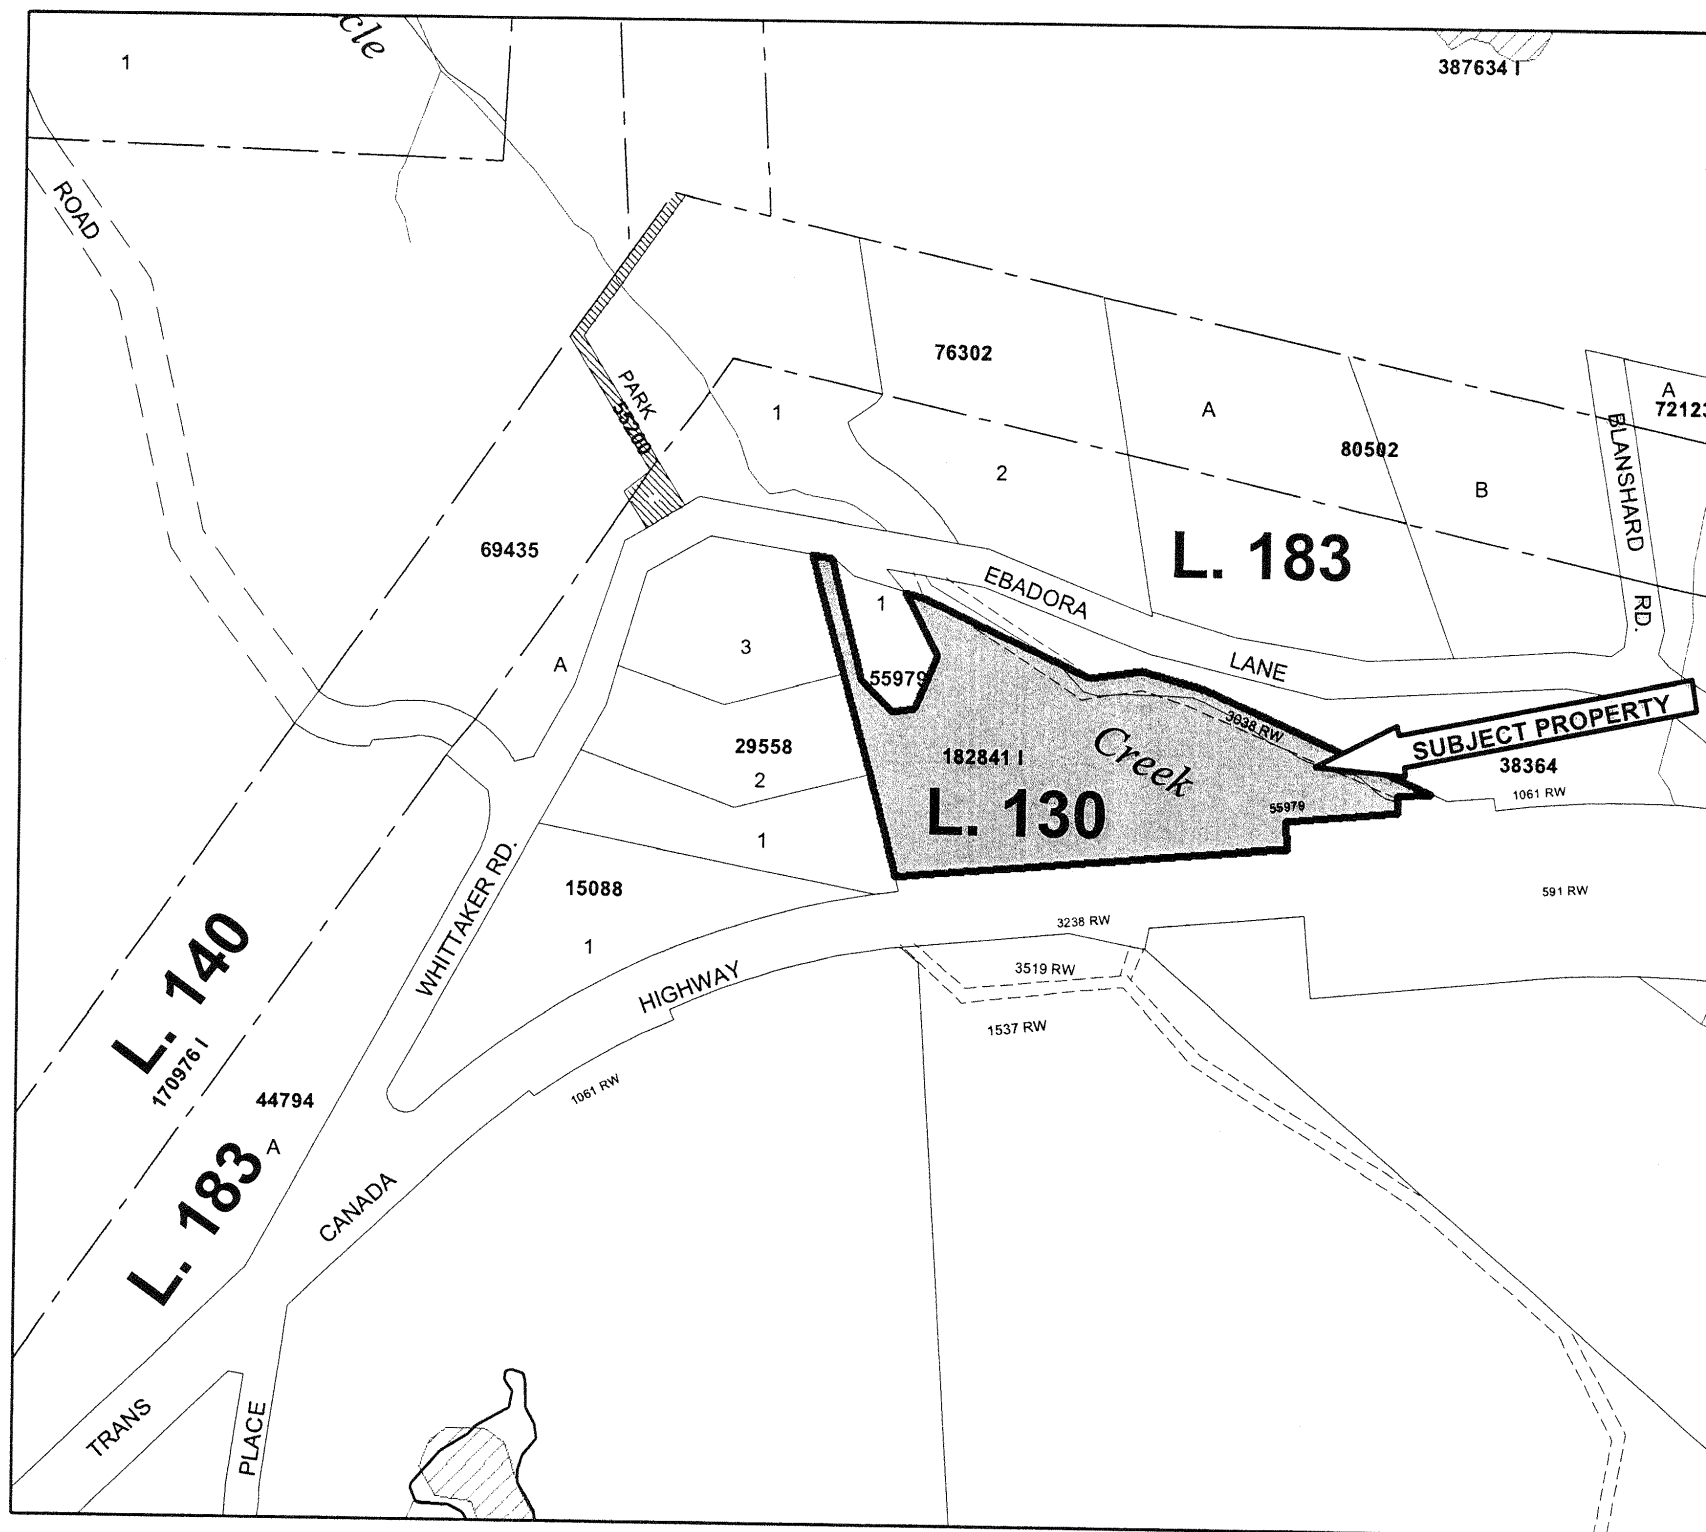 1
cle
387634 I
ROAD
76302
PARK
55200
1
A
A
72123
2
80502
B
BLANSHARD
RD.
69435
L. 183
EBADORA
LANE
A
3
1
55979
SUBJECT PROPERTY
3038 RW
29558
2
182841 I
Creek
38364
1061 RW
L. 130
55979
1
WHITTAKER RD.
15088
1
591 RW
3238 RW
L. 140
170976 I
HIGHWAY
3519 RW
1537 RW
44794
A
1061 RW
L. 183
CANADA
TRANS
PLACE